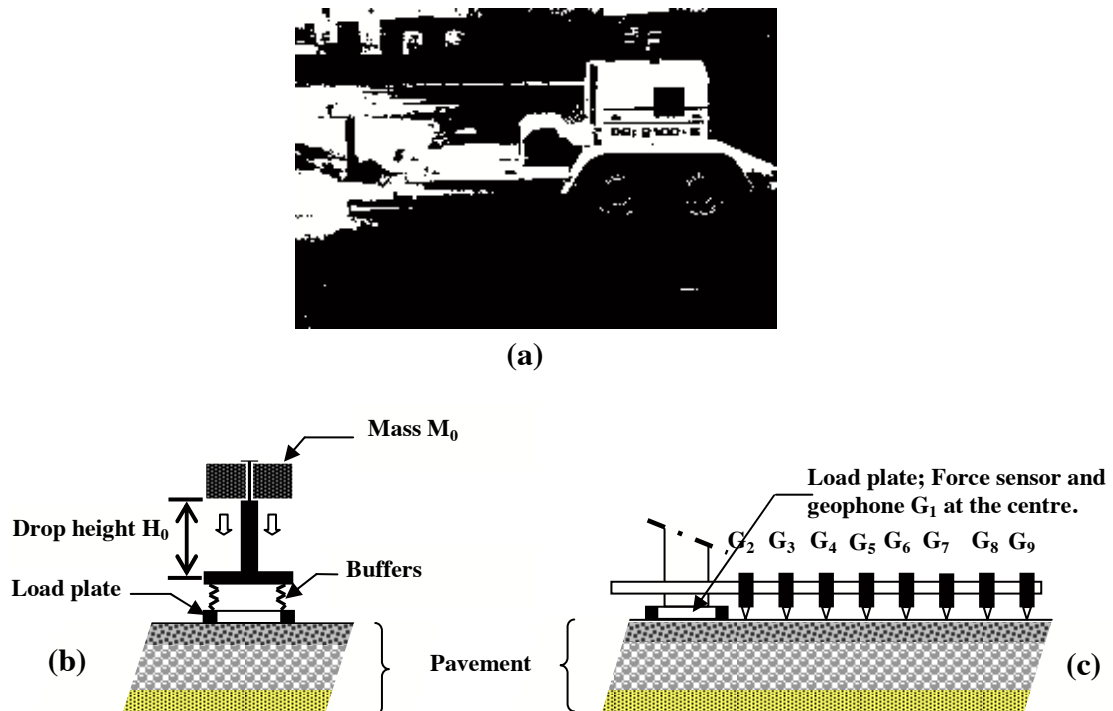 (a)
Mass M₀
Drop height H₀
Buffers
Load plate
(b)
Pavement
Load plate; Force sensor and
geophone G₁ at the centre.
G₂ G₃ G₄ G₅ G₆ G₇ G₈ G₉
(c)